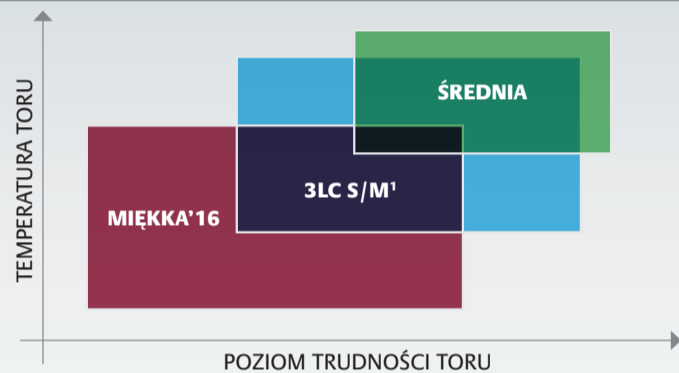 TEMPERATURA TORU
ŚREDNIA
3LC S/M¹
MIĘKKA’16
POZIOM TRUDNOŚCI TORU